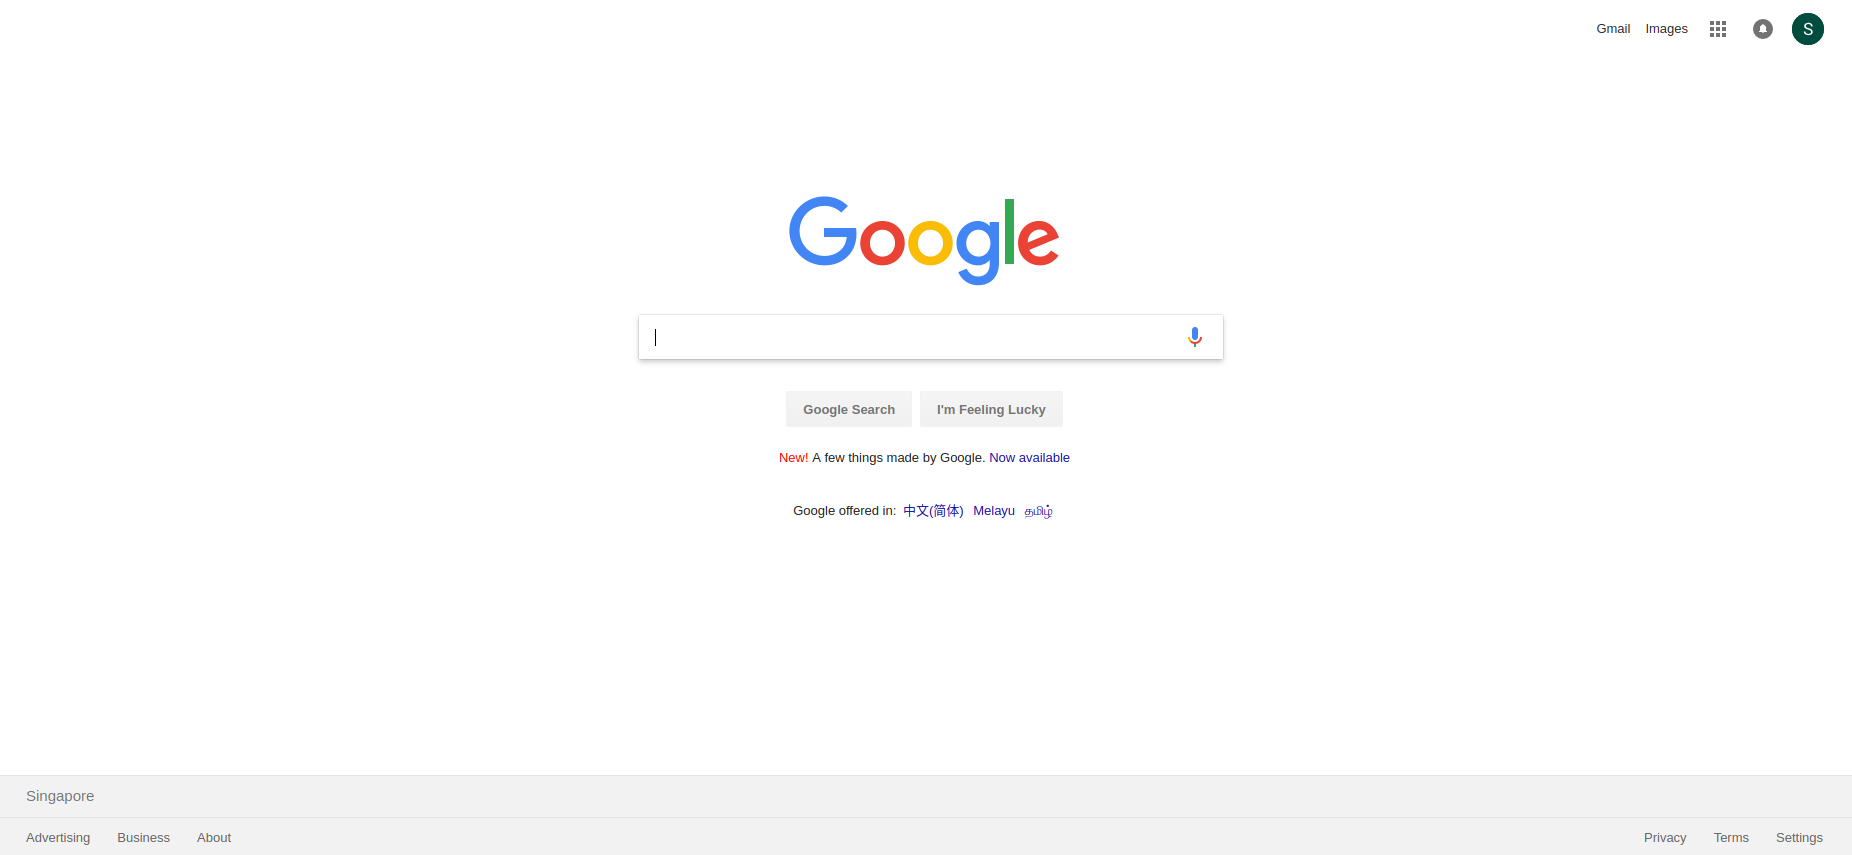 Gmail Images S
Google
Google Search I'm Feeling Lucky
New! A few things made by Google. Now available
Google offered in: 中文(简体) Melayu தமிழ்
Singapore
Advertising Business About Privacy Terms Settings